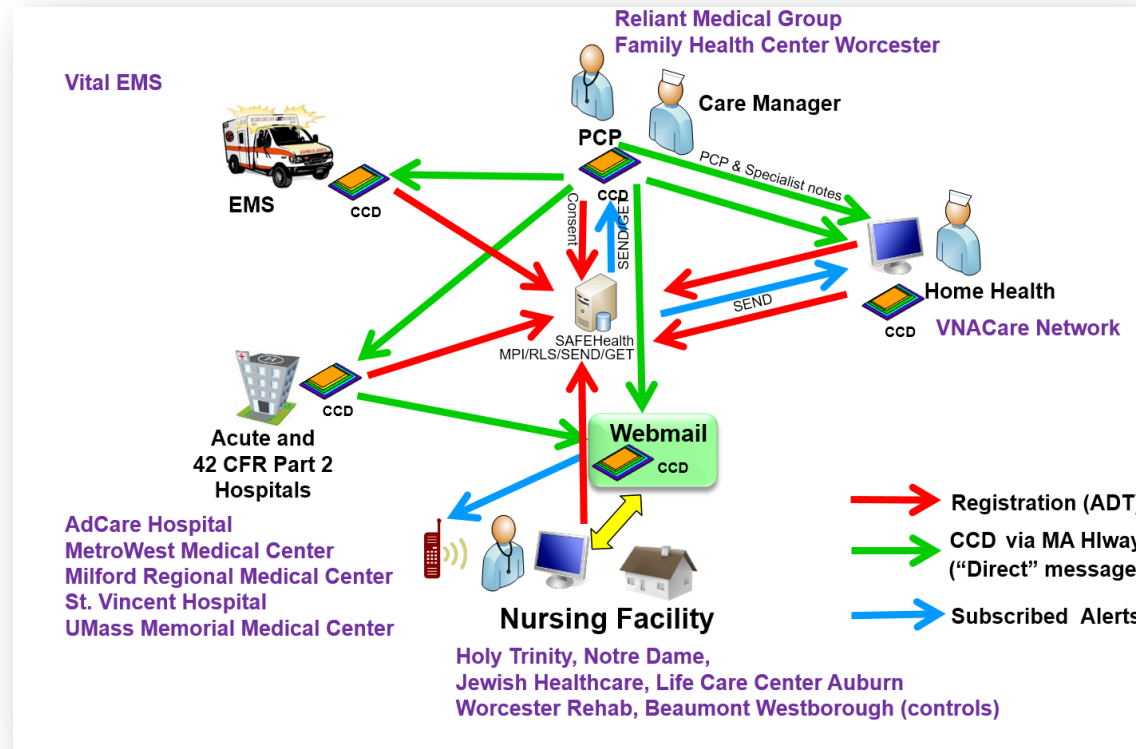 Reliant Medical Group
Family Health Center Worcester
Vital EMS
Care Manager
PCP
PCP & Specialist notes
EMS
CCD
CCD
Consent
SEND/GET
SEND
Home Health
CCD
VNACare Network
SAFEHealth
MPI/RLS/SEND/GET
CCD
Acute and
42 CFR Part 2
Hospitals
Webmail
CCD
AdCare Hospital
MetroWest Medical Center
Milford Regional Medical Center
St. Vincent Hospital
UMass Memorial Medical Center
Registration (ADT)
CCD via MA HIway
(“Direct” message
Subscribed Alerts
Nursing Facility
Holy Trinity, Notre Dame,
Jewish Healthcare, Life Care Center Auburn
Worcester Rehab, Beaumont Westborough (controls)